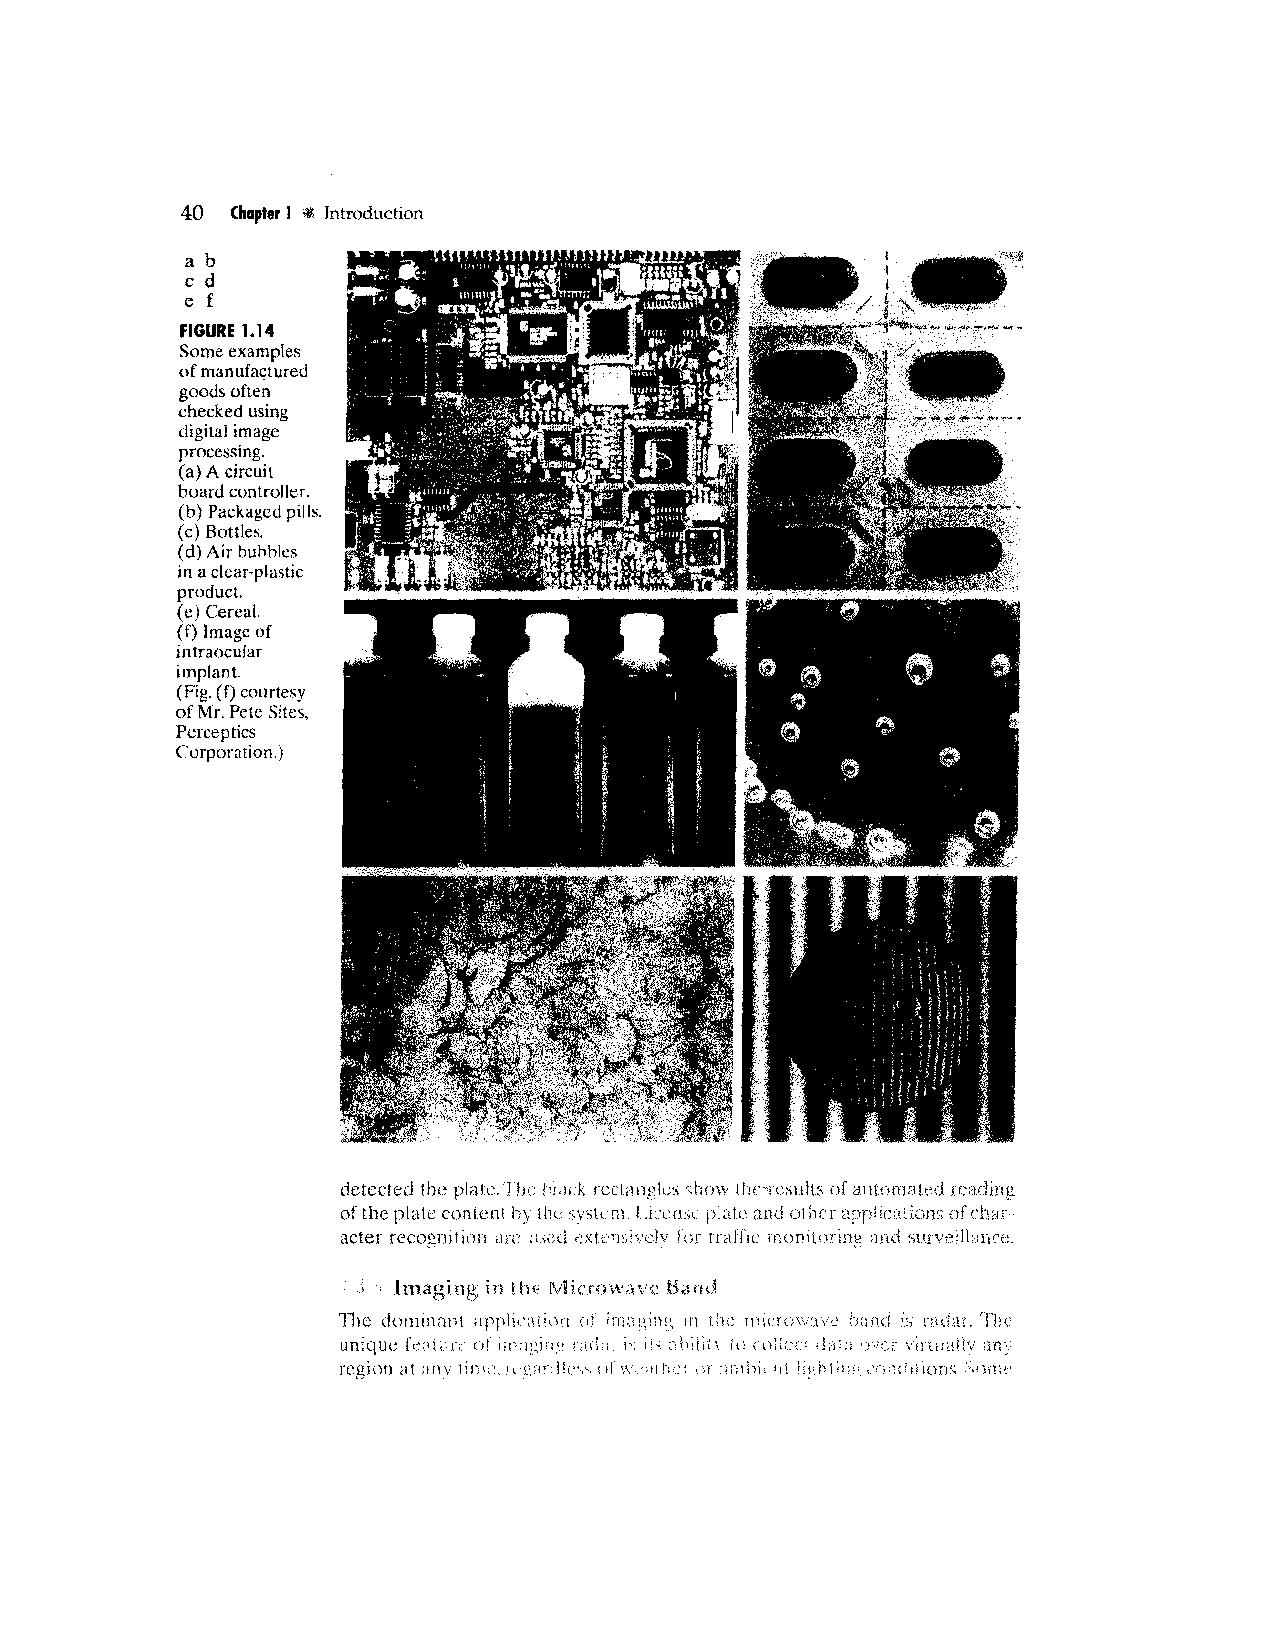 40 Chapter 1 ※ Introduction
a b
c d
e f
FIGURE 1.14
Some examples
of manufactured
goods often
checked using
digital image
processing.
(a) A circuit
board controller.
(b) Packaged pills.
(c) Bottles.
(d) Air bubbles
in a clear-plastic
product.
(e) Cereal.
(f) Image of
intraocular
implant.
(Fig. (f) courtesy
of Mr. Pete Sites,
Perceptics
Corporation.)
detected the plate. The black rectangles show the results of automated reading
of the plate content by the system. License plate and other applications of char-
acter recognition are used extensively for traffic monitoring and surveillance.
Imaging in the Microwave Band
The dominant application of imaging in the microwave band is radar. The
unique feature of imaging radar is its ability to collect data over virtually any
region at any time, regardless of weather or ambient lighting conditions. Some